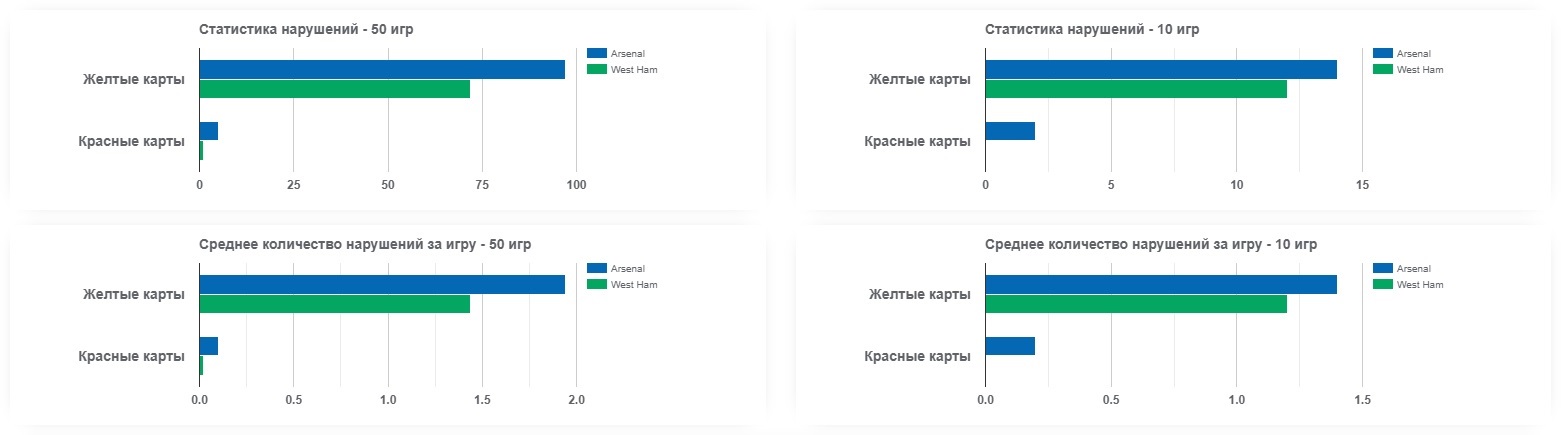 Статистика нарушений - 50 игр
Arsenal
West Ham
Желтые карты
Красные карты
0 25 50 75 100
Статистика нарушений - 10 игр
Arsenal
West Ham
Желтые карты
Красные карты
0 5 10 15
Среднее количество нарушений за игру - 50 игр
Arsenal
West Ham
Желтые карты
Красные карты
0.0 0.5 1.0 1.5 2.0
Среднее количество нарушений за игру - 10 игр
Arsenal
West Ham
Желтые карты
Красные карты
0.0 0.5 1.0 1.5